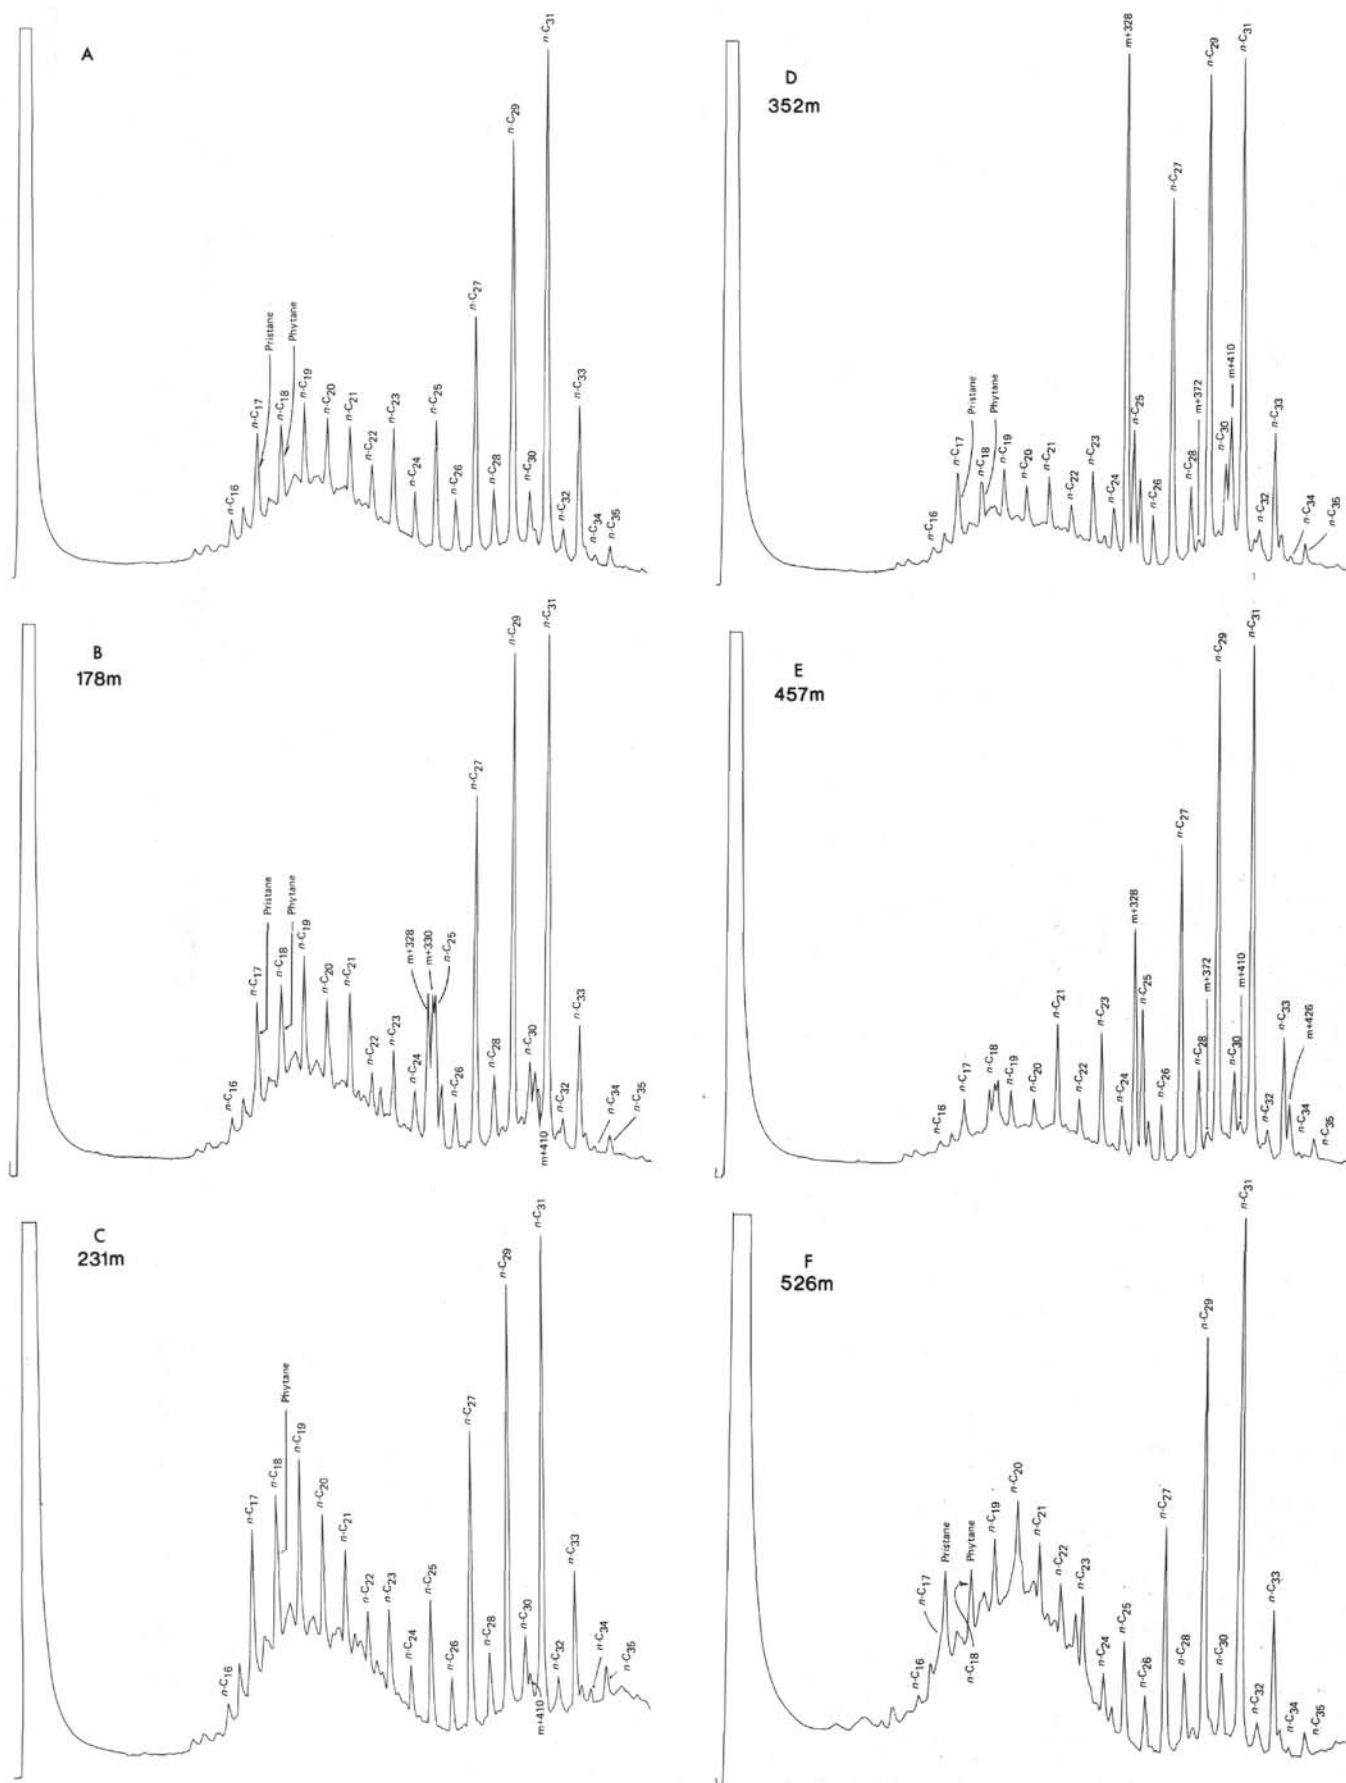 A
n-C16
n-C17
Pristane
n-C18
Phytane
n-C19
n-C20
n-C21
n-C22
n-C23
n-C24
n-C25
n-C26
n-C27
n-C28
n-C29
n-C30
n-C31
n-C32
n-C33
n-C34
n-C35
B
178m
n-C16
n-C17
Pristane
n-C18
Phytane
n-C19
n-C20
n-C21
n-C22
n-C23
n-C24
m+328
m+330
n-C25
n-C26
n-C27
n-C28
n-C29
n-C30
m+410
n-C31
n-C32
n-C33
n-C34
n-C35
C
231m
n-C16
n-C17
n-C18
Phytane
n-C19
n-C20
n-C21
n-C22
n-C23
n-C24
n-C25
n-C26
n-C27
n-C28
n-C29
n-C30
m+410
n-C31
n-C32
n-C33
n-C34
n-C35
D
352m
n-C16
n-C17
Pristane
n-C18
Phytane
n-C19
n-C20
n-C21
n-C22
n-C23
n-C24
m+328
n-C25
n-C26
n-C27
n-C28
m+372
n-C29
n-C30
m+410
n-C31
n-C32
n-C33
n-C34
n-C35
E
457m
n-C16
n-C17
n-C18
n-C19
n-C20
n-C21
n-C22
n-C23
n-C24
m+328
n-C25
n-C26
n-C27
n-C28
m+372
n-C29
n-C30
m+410
n-C31
n-C32
n-C33
m+426
n-C34
n-C35
F
526m
n-C16
n-C17
Pristane
n-C18
Phytane
n-C19
n-C20
n-C21
n-C22
n-C23
n-C24
n-C25
n-C26
n-C27
n-C28
n-C29
n-C30
n-C31
n-C32
n-C33
n-C34
n-C35